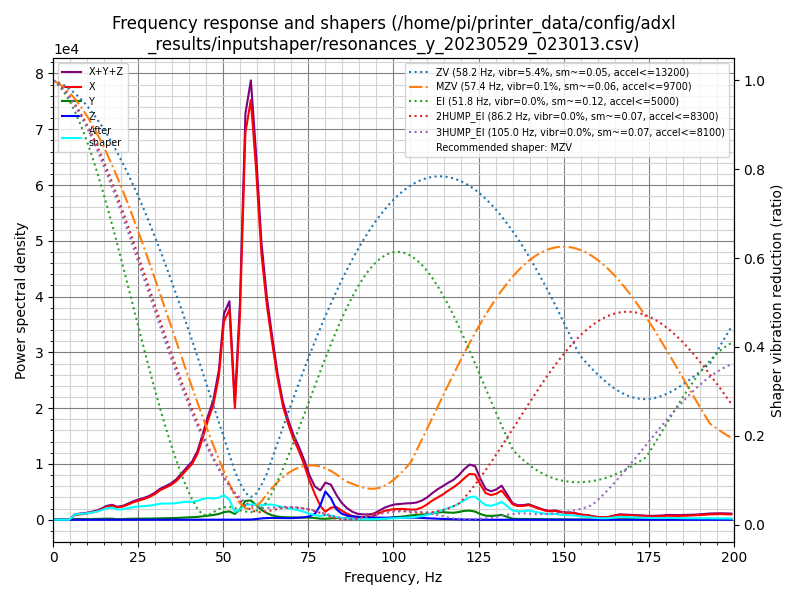 Frequency response and shapers (/home/pi/printer_data/config/adxl
_results/inputshaper/resonances_y_20230529_023013.csv)
1e4
X+Y+Z
X
Y
Z
After
shaper
ZV (58.2 Hz, vibr=5.4%, sm~=0.05, accel<=13200)
MZV (57.4 Hz, vibr=0.1%, sm~=0.06, accel<=9700)
EI (51.8 Hz, vibr=0.0%, sm~=0.12, accel<=5000)
2HUMP_EI (86.2 Hz, vibr=0.0%, sm~=0.07, accel<=8300)
3HUMP_EI (105.0 Hz, vibr=0.0%, sm~=0.07, accel<=8100)
Recommended shaper: MZV
Power spectral density
8
7
6
5
4
3
2
1
0
1.0
0.8
0.6
0.4
0.2
0.0
Shaper vibration reduction (ratio)
0 25 50 75 100 125 150 175 200
Frequency, Hz